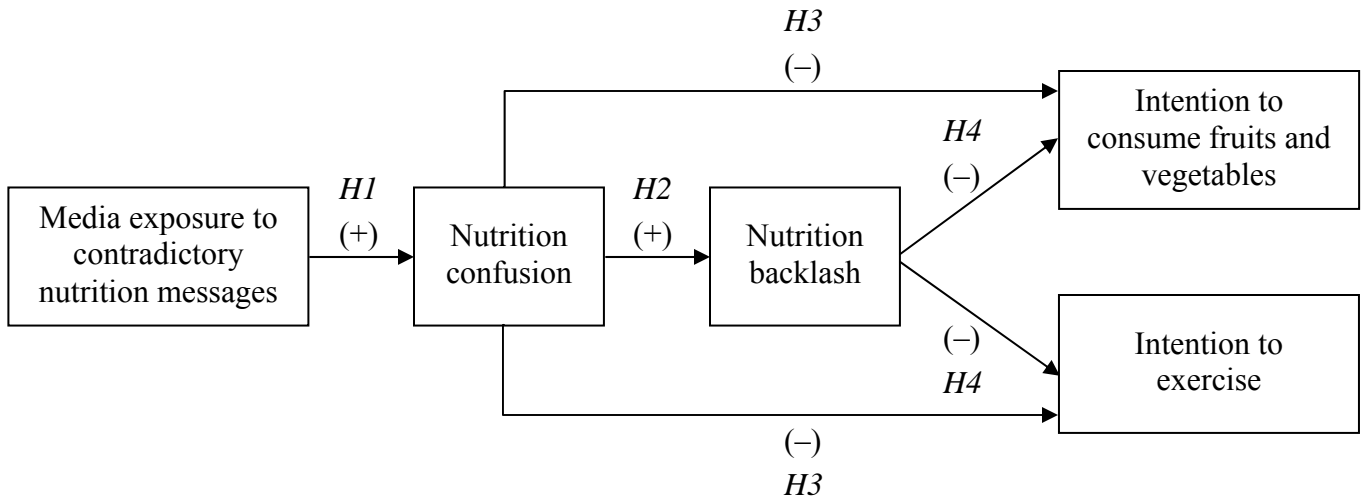 H3
(–)
Intention to
consume fruits and
vegetables
H4
(–)
H1
(+)
H2
(+)
Media exposure to
contradictory
nutrition messages
Nutrition
confusion
Nutrition
backlash
(–)
H4
Intention to
exercise
(–)
H3